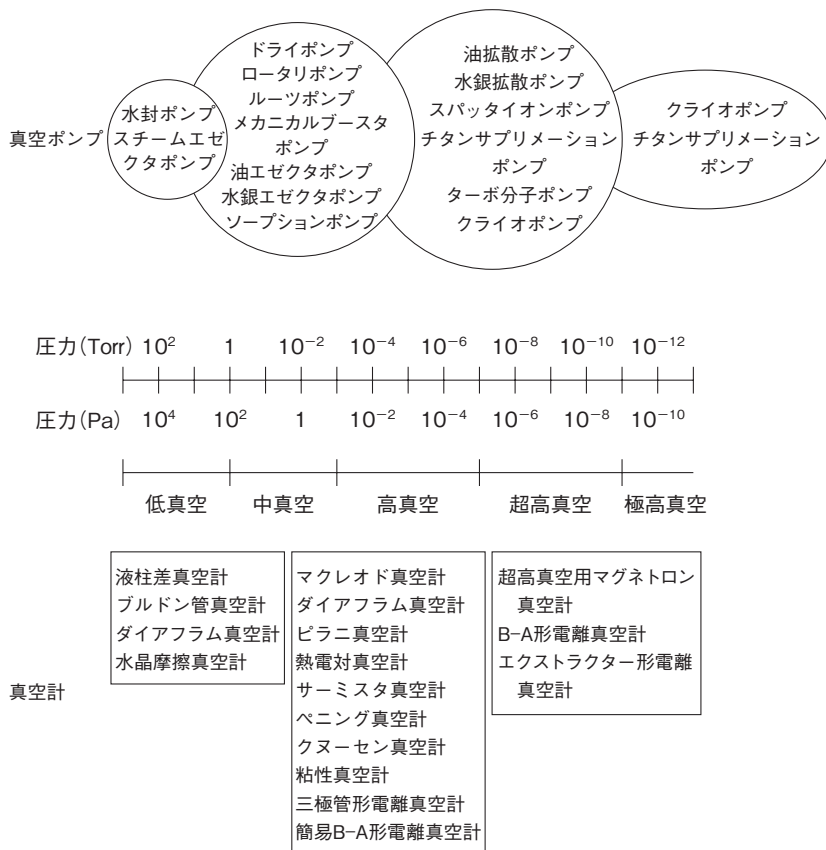 真空ポンプ
水封ポンプ
スチームエゼ
クタポンプ
ドライポンプ
ロータリポンプ
ルーツポンプ
メカニカルブースタ
ポンプ
油エゼクタポンプ
水銀エゼクタポンプ
ソープションポンプ
油拡散ポンプ
水銀拡散ポンプ
スパッタイオンポンプ
チタンサプリメーション
ポンプ
ターボ分子ポンプ
クライオポンプ
クライオポンプ
チタンサプリメーション
ポンプ
圧力(Torr) 10² 1 10⁻² 10⁻⁴ 10⁻⁶ 10⁻⁸ 10⁻¹⁰ 10⁻¹²
圧力(Pa) 10⁴ 10² 1 10⁻² 10⁻⁴ 10⁻⁶ 10⁻⁸ 10⁻¹⁰
低真空 中真空 高真空 超高真空 極高真空
真空計
液柱差真空計
ブルドン管真空計
ダイアフラム真空計
水晶摩擦真空計
マクレオド真空計
ダイアフラム真空計
ピラニ真空計
熱電対真空計
サーミスタ真空計
ペニング真空計
クヌーセン真空計
粘性真空計
三極管形電離真空計
簡易B-A形電離真空計
超高真空用マグネトロン
真空計
B-A形電離真空計
エクストラクター形電離
真空計